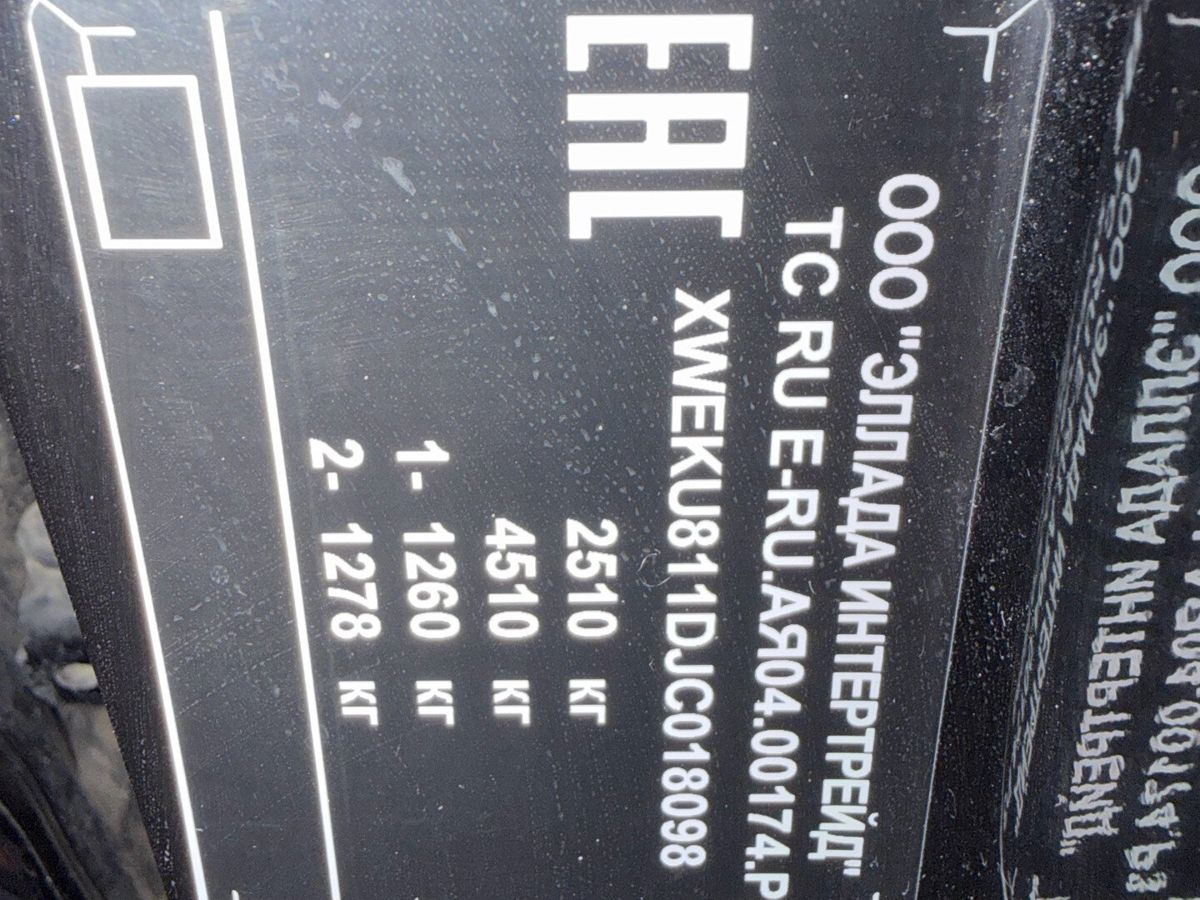 ООО "ЭЛЛАДА ИНТЕРТРЕЙД"
ТС RU E-RU.АЯ04.00174.Р
EAC
XWEKU811DJC018098
2510 кг
4510 кг
1- 1260 кг
2- 1278 кг